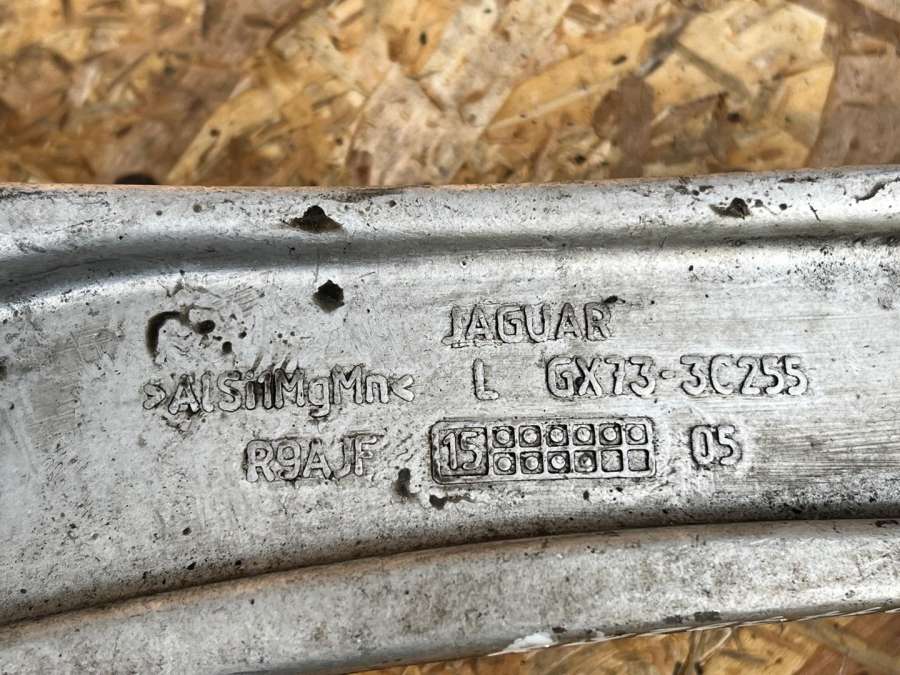 JAGUAR
>AlSi1MgMn< L GX73-3C255
R9AJF 15 05